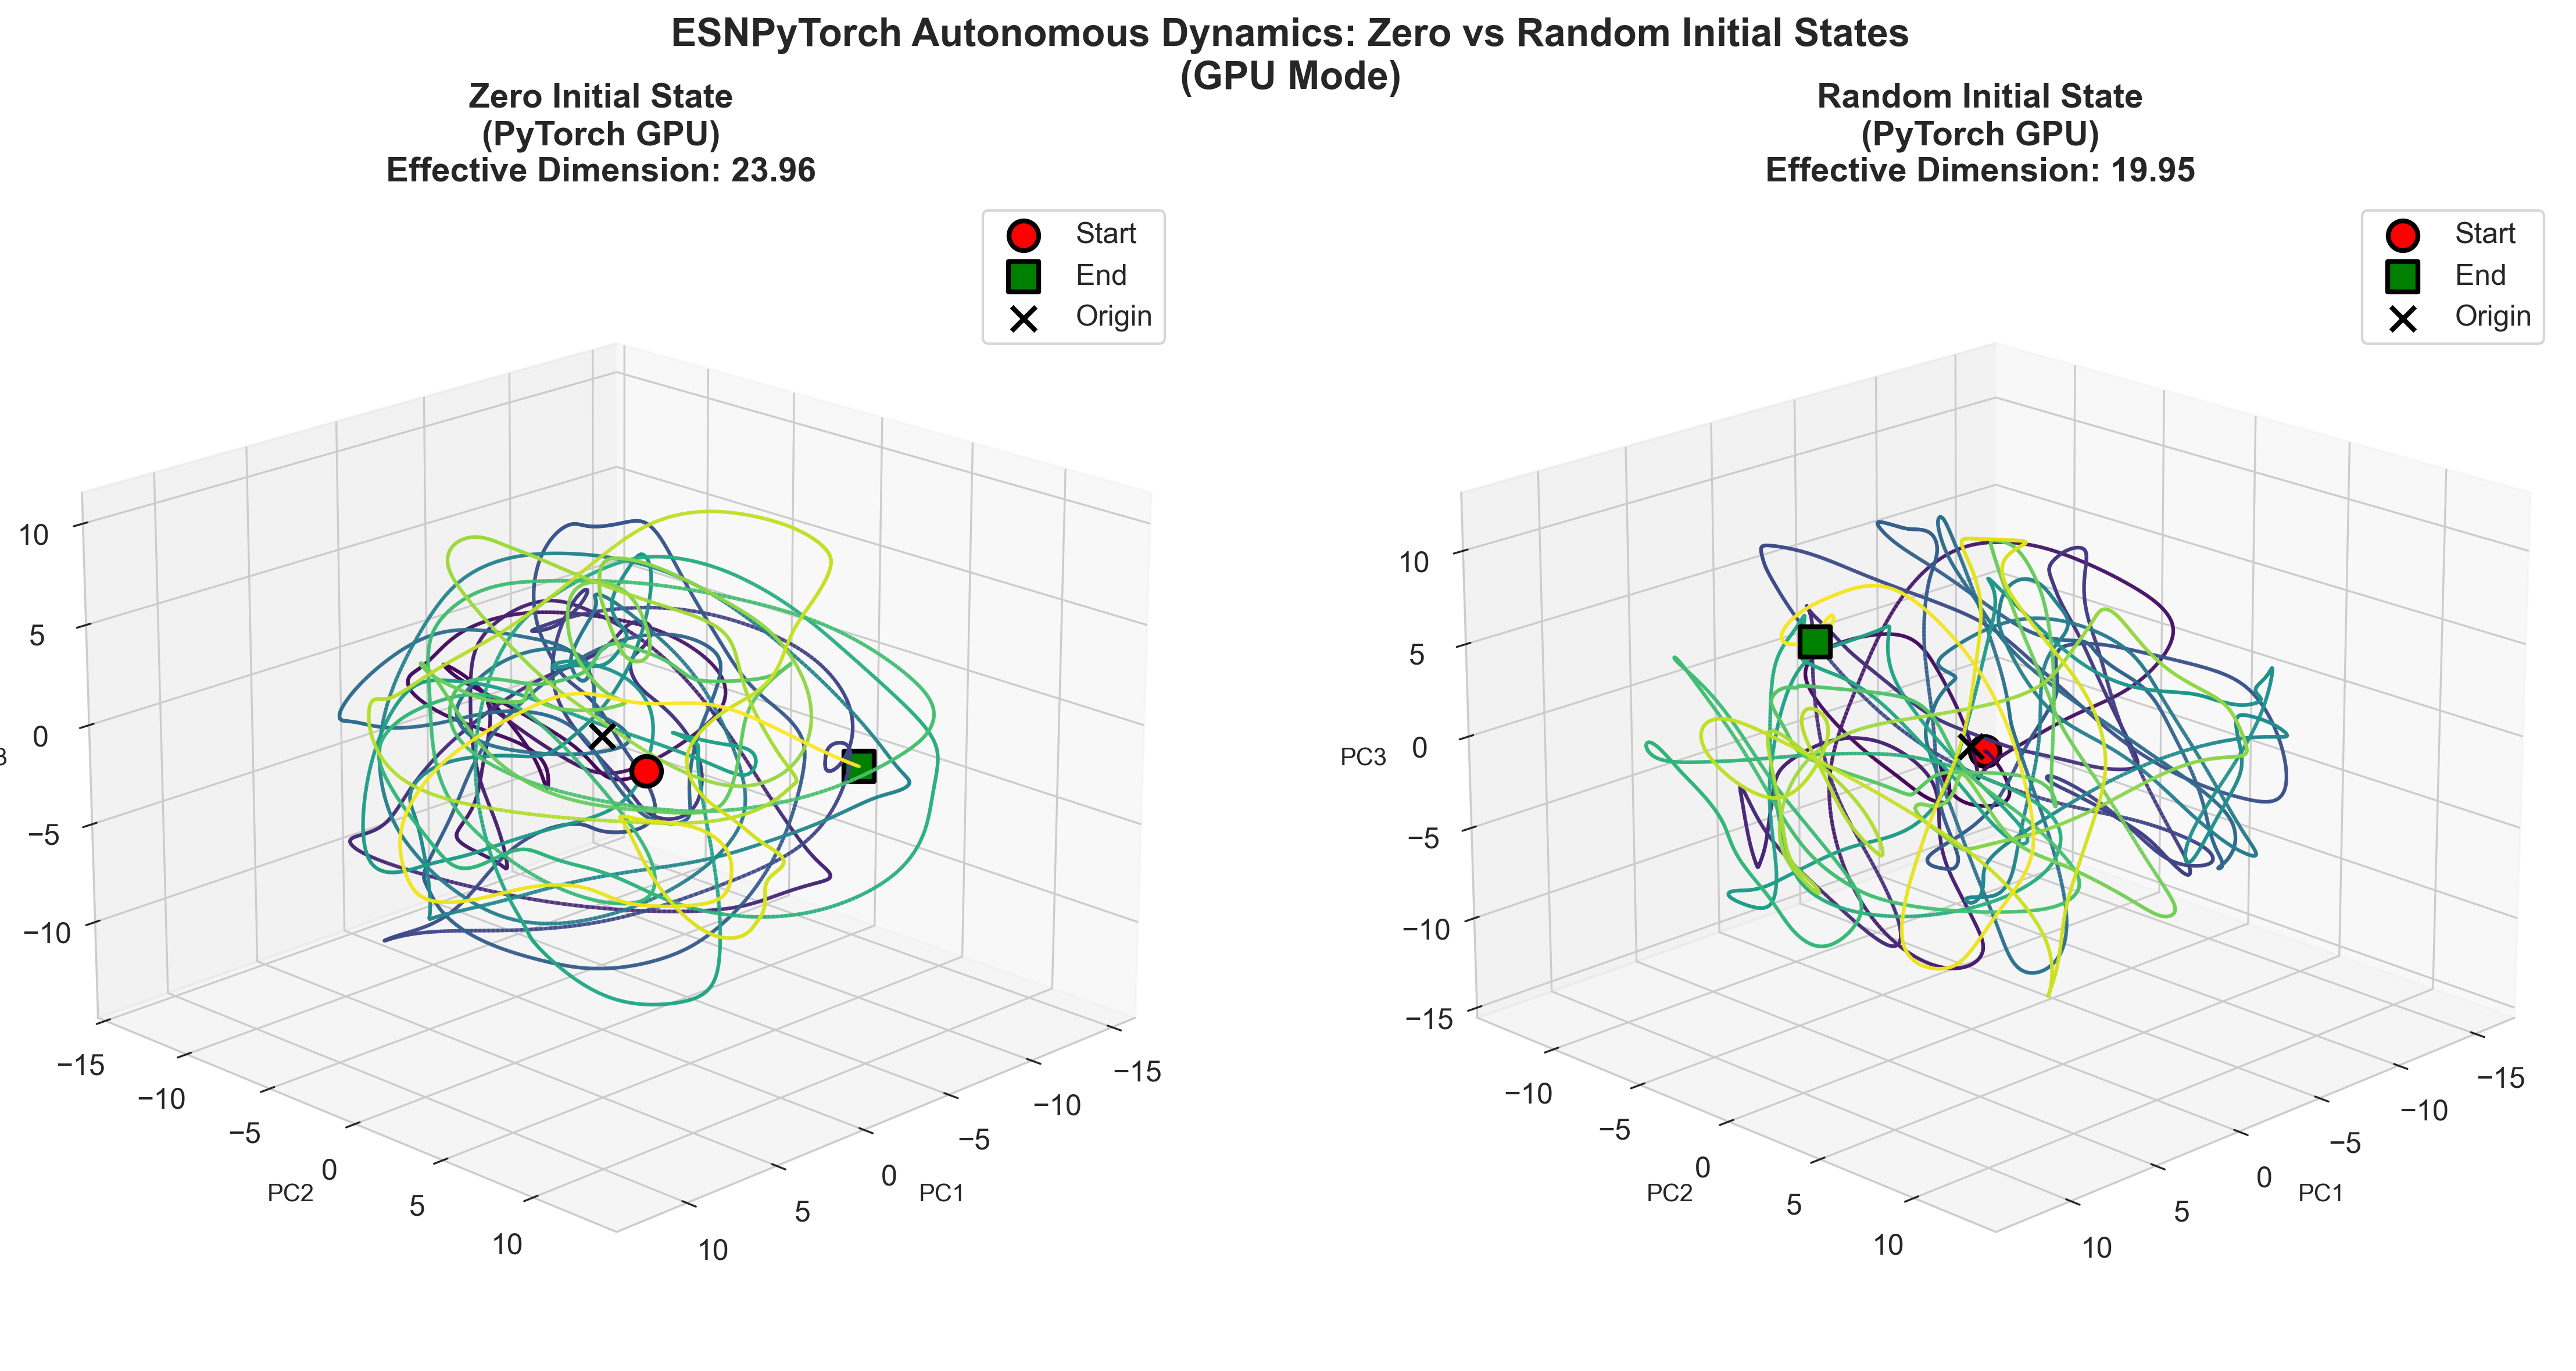 ESNPyTorch Autonomous Dynamics: Zero vs Random Initial States
(GPU Mode)
Zero Initial State
(PyTorch GPU)
Effective Dimension: 23.96
Start
End
Origin
10
5
0
3
−5
−10
−15
−10
−5
0
5
10
PC2
10
5
0
−5
−10
−15
PC1
Random Initial State
(PyTorch GPU)
Effective Dimension: 19.95
Start
End
Origin
10
5
0
PC3
−5
−10
−15
−10
−5
0
5
10
PC2
10
5
0
−5
−10
−15
PC1